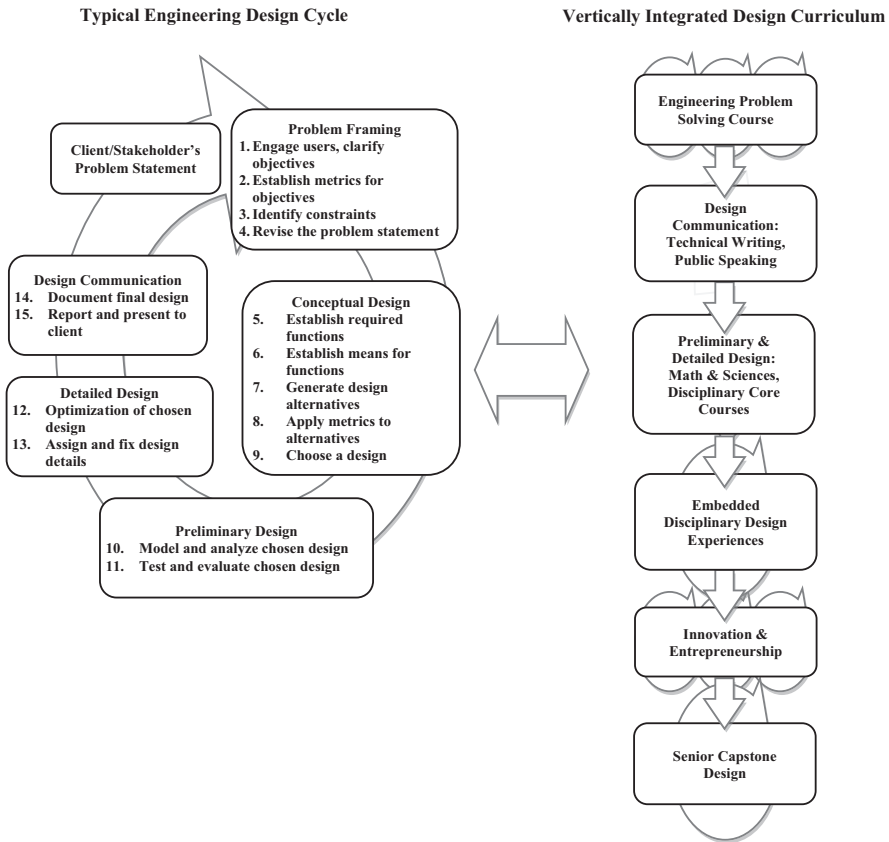 Typical Engineering Design Cycle
Client/Stakeholder's
Problem Statement
Problem Framing
1. Engage users, clarify
objectives
2. Establish metrics for
objectives
3. Identify constraints
4. Revise the problem statement
Conceptual Design
5. Establish required
functions
6. Establish means for
functions
7. Generate design
alternatives
8. Apply metrics to
alternatives
9. Choose a design
Preliminary Design
10. Model and analyze chosen design
11. Test and evaluate chosen design
Detailed Design
12. Optimization of chosen
design
13. Assign and fix design
details
Design Communication
14. Document final design
15. Report and present to
client
Vertically Integrated Design Curriculum
Engineering Problem
Solving Course
Design
Communication:
Technical Writing,
Public Speaking
Preliminary &
Detailed Design:
Math & Sciences,
Disciplinary Core
Courses
Embedded
Disciplinary Design
Experiences
Innovation &
Entrepreneurship
Senior Capstone
Design